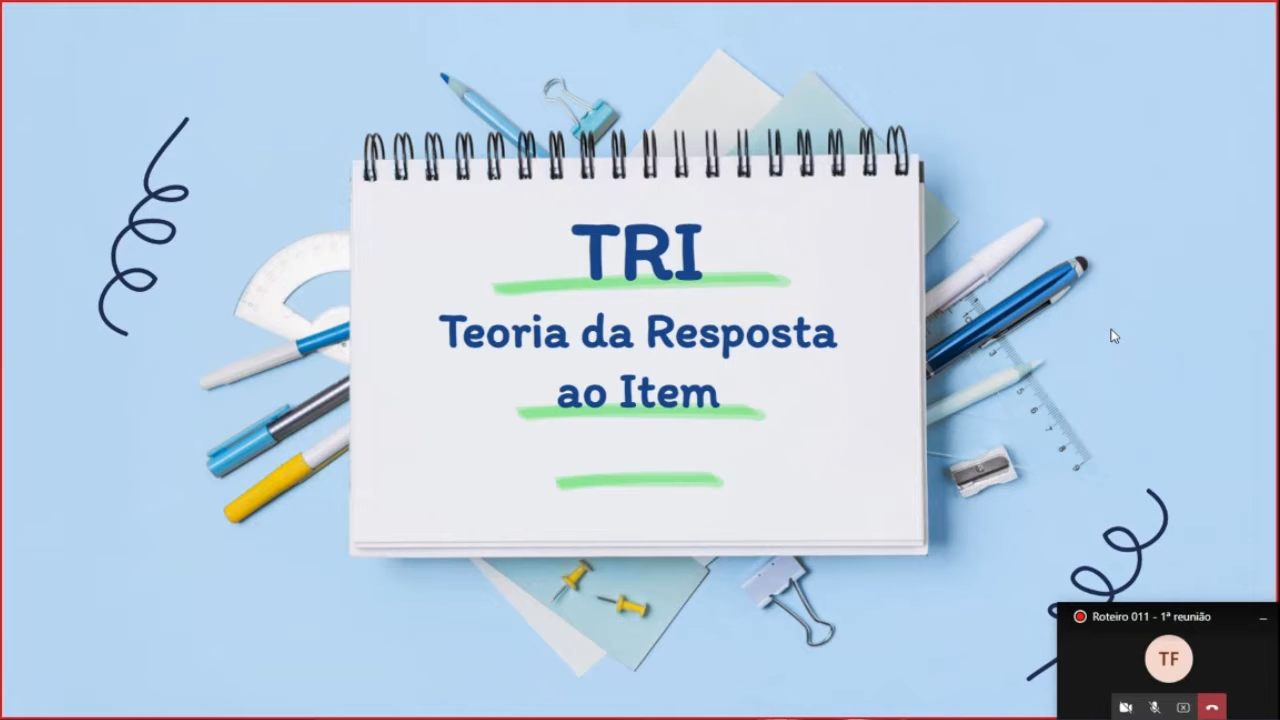 TRI
Teoria da Resposta
ao Item
Roteiro 011 - 1ª reunião
TF